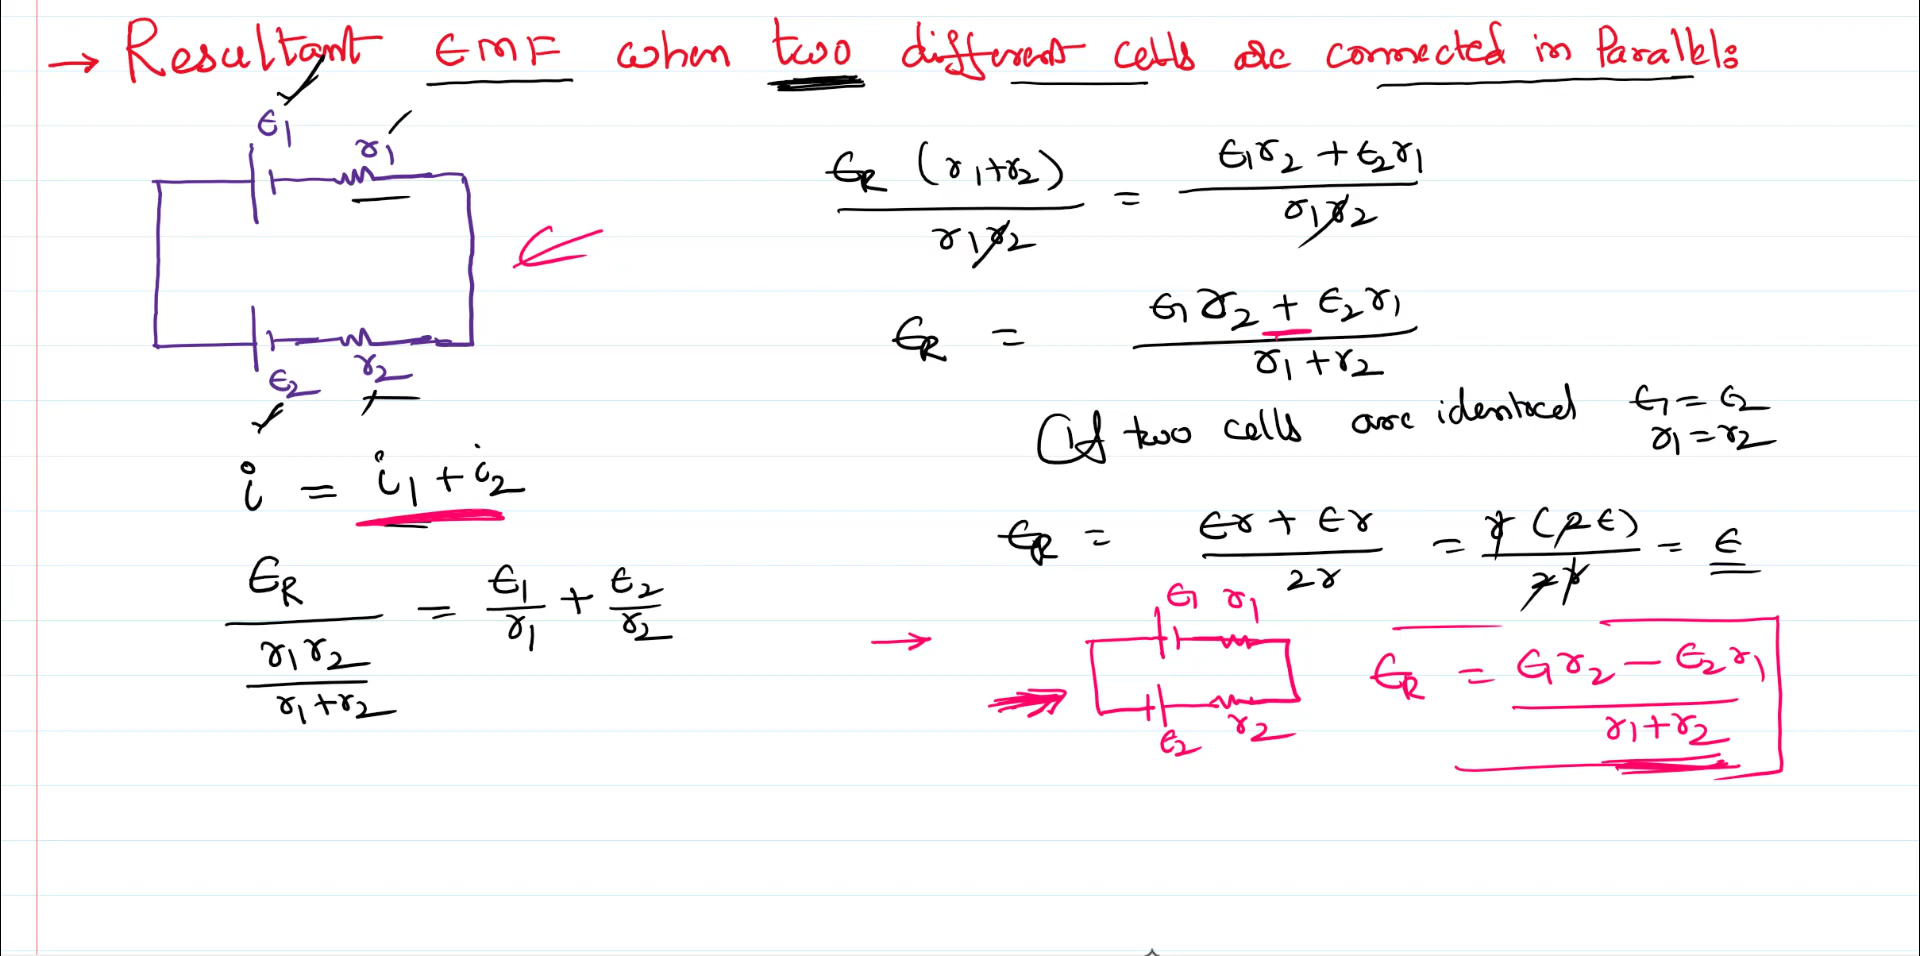 → Resultant EMF when two different cells are connected in Parallel:
ϵ1 r1
ϵ2 r2
i = i1 + i2
ϵR / (r1r2 / (r1+r2)) = ϵ1/r1 + ϵ2/r2
ϵR (r1+r2) / r1r2 = (ϵ1r2 + ϵ2r1) / r1r2
ϵR = (ϵ1r2 + ϵ2r1) / (r1+r2)
If two cells are identical ϵ1 = ϵ2
r1 = r2
ϵR = (ϵr + ϵr) / 2r = r(2ϵ) / 2r = ϵ
→ ϵ1 r1
ϵ2 r2
ϵR = (ϵ1r2 − ϵ2r1) / (r1+r2)